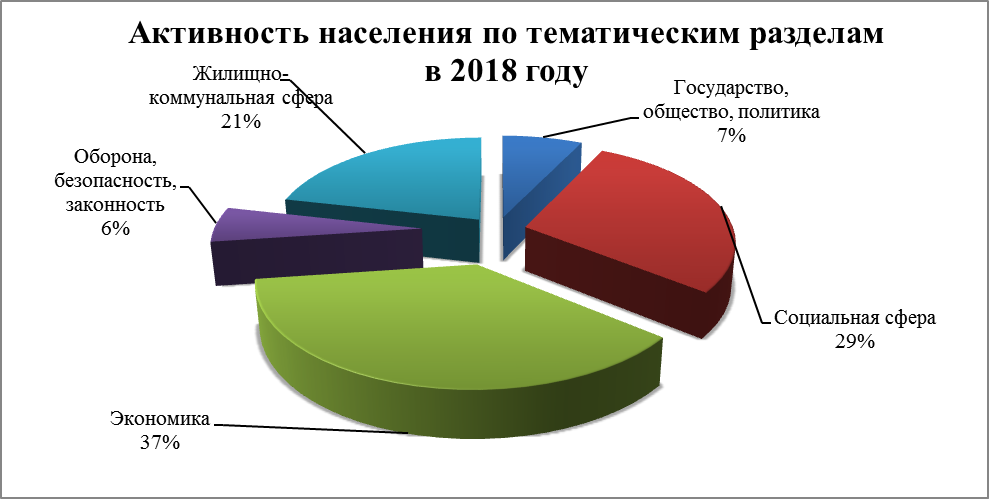 Активность населения по тематическим разделам
в 2018 году
Жилищно-
коммунальная сфера
21%
Государство,
общество, политика
7%
Оборона,
безопасность,
законность
6%
Социальная сфера
29%
Экономика
37%